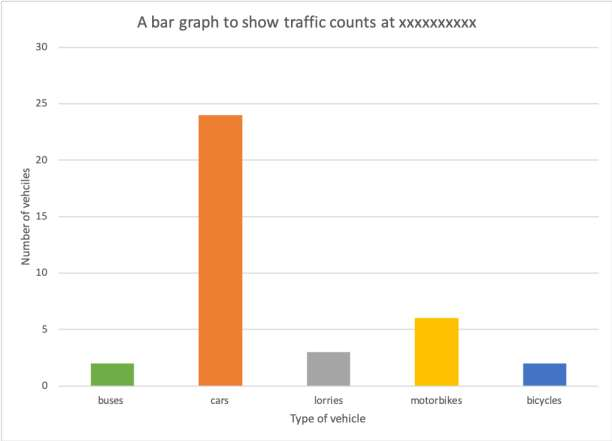 A bar graph to show traffic counts at xxxxxxxxxx
30
25
20
15
10
5
0
Number of vehciles
buses cars lorries motorbikes bicycles
Type of vehicle